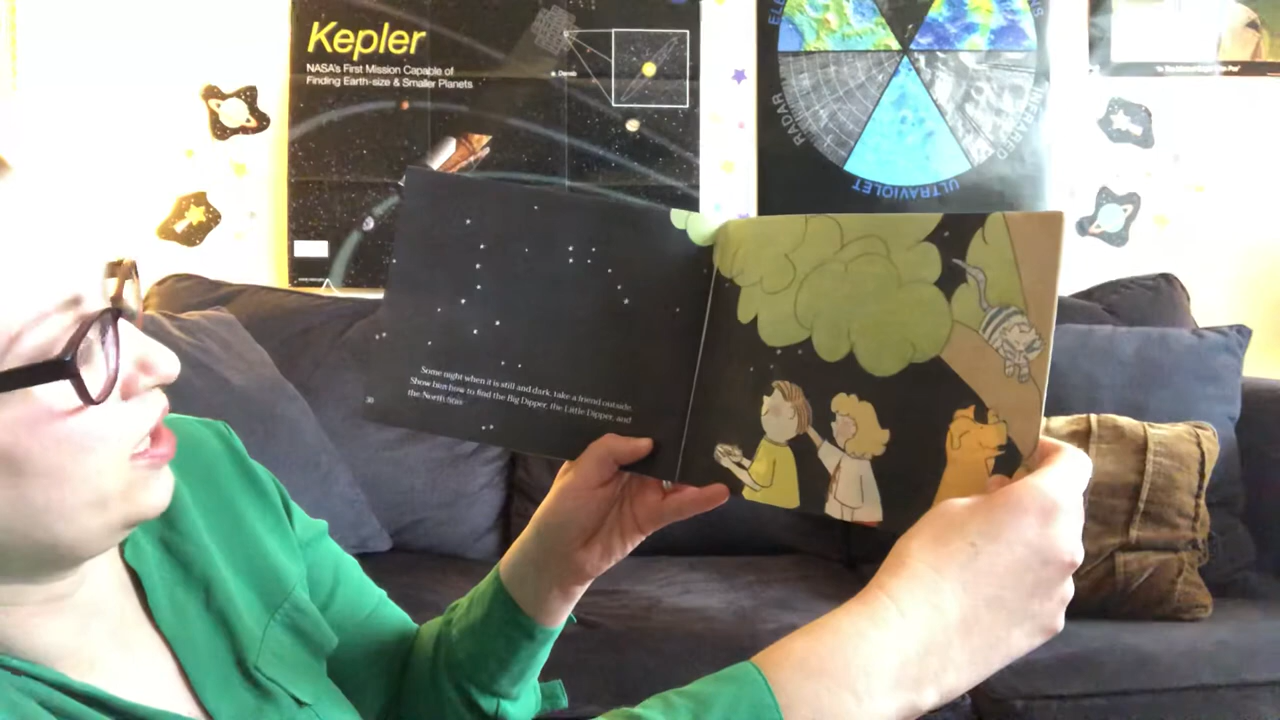 Kepler
NASA's First Mission Capable of
Finding Earth-size & Smaller Planets
Deneb
RADAR
ULTRAVIOLET
INFRARED
Some night when it is still and dark, take a friend outside.
Show him how to find the Big Dipper, the Little Dipper, and
the North Star.
30